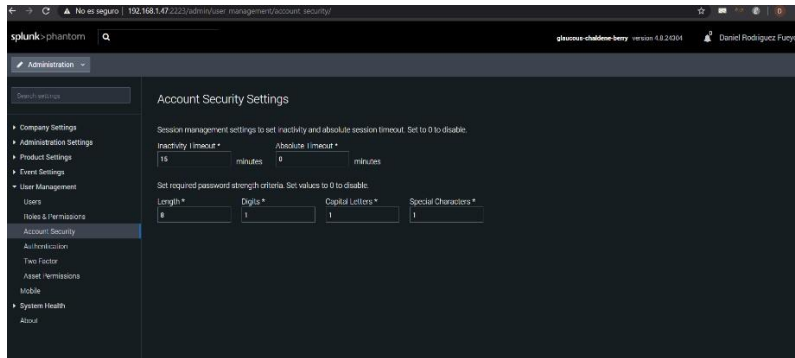 No es seguro | 192.168.1.47:2223/admin/user_management/account_security/
splunk>phantom
glaucous-chaldene-berry version 4.8.24304
Daniel Rodriguez Fueyo
Administration
Search settings
Company Settings
Administration Settings
Product Settings
Event Settings
User Management
Users
Roles & Permissions
Account Security
Authentication
Two Factor
Asset Permissions
Mobile
System Health
About
Account Security Settings
Session management settings to set inactivity and absolute session timeout. Set to 0 to disable.
Inactivity Timeout * Absolute Timeout *
15 minutes 0 minutes
Set required password strength criteria. Set values to 0 to disable.
Length * Digits * Capital Letters * Special Characters *
8 1 1 1